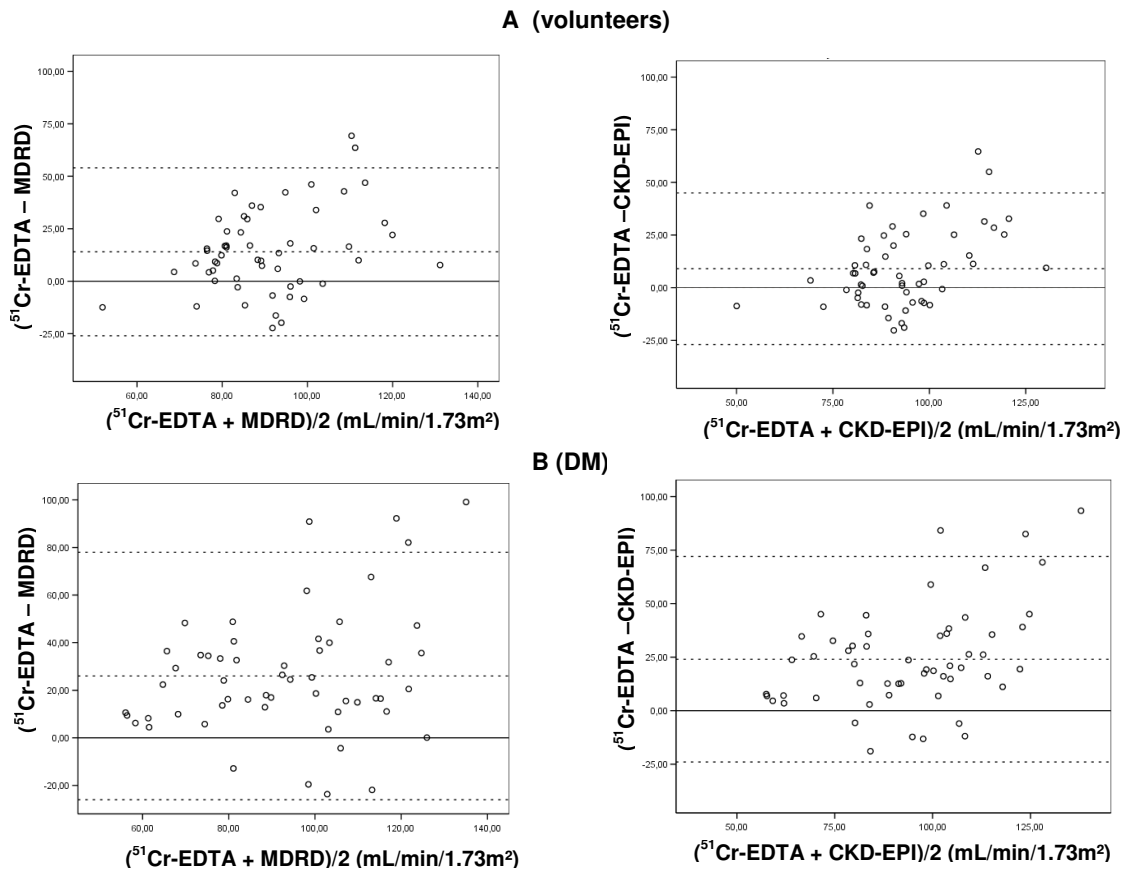 A (volunteers)
(⁵¹Cr-EDTA – MDRD)
100,00
75,00
50,00
25,00
0,00
-25,00
60,00 80,00 100,00 120,00 140,00
(⁵¹Cr-EDTA + MDRD)/2 (mL/min/1.73m²)
(⁵¹Cr-EDTA –CKD-EPI)
100,00
75,00
50,00
25,00
0,00
-25,00
50,00 75,00 100,00 125,00
(⁵¹Cr-EDTA + CKD-EPI)/2 (mL/min/1.73m²)
B (DM)
(⁵¹Cr-EDTA – MDRD)
100,00
80,00
60,00
40,00
20,00
0,00
-20,00
60,00 80,00 100,00 120,00 140,00
(⁵¹Cr-EDTA + MDRD)/2 (mL/min/1.73m²)
(⁵¹Cr-EDTA –CKD-EPI)
100,00
75,00
50,00
25,00
0,00
-25,00
50,00 75,00 100,00 125,00
(⁵¹Cr-EDTA + CKD-EPI)/2 (mL/min/1.73m²)